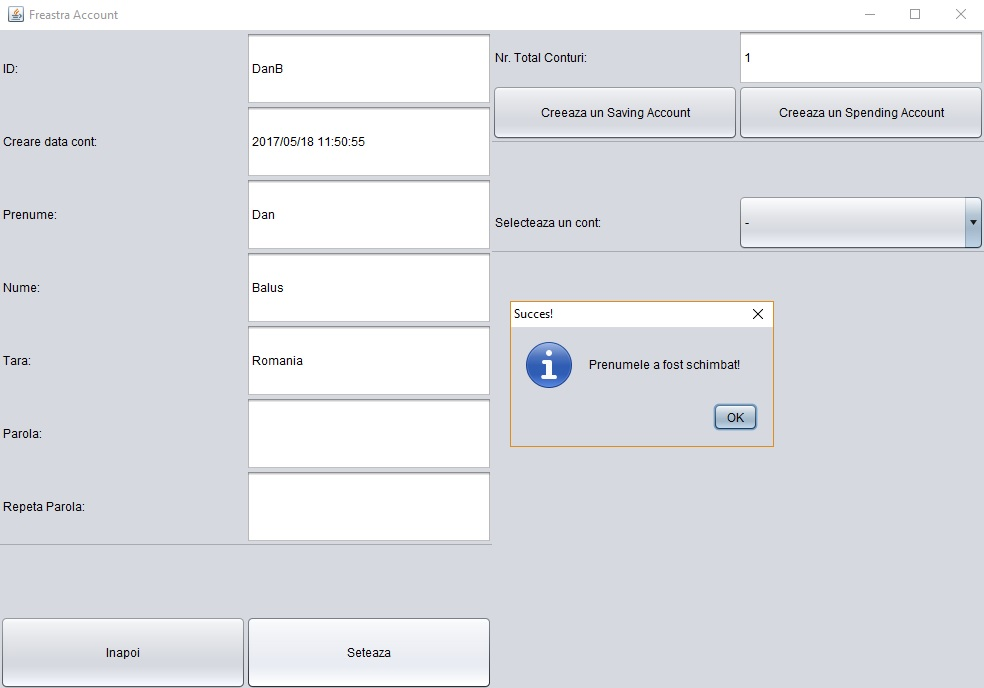 Freastra Account
ID:
DanB
Creare data cont:
2017/05/18 11:50:55
Prenume:
Dan
Nume:
Balus
Tara:
Romania
Parola:
Repeta Parola:
Inapoi
Seteaza
Nr. Total Conturi:
1
Creeaza un Saving Account
Creeaza un Spending Account
Selecteaza un cont:
-
Succes!
Prenumele a fost schimbat!
OK